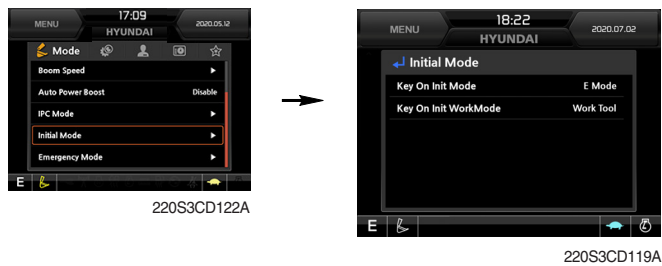 17:09
MENU
2020.05.12
HYUNDAI
Mode
Boom Speed
Auto Power Boost Disable
IPC Mode
Initial Mode
Emergency Mode
E
220S3CD122A
18:22
MENU
2020.07.02
HYUNDAI
Initial Mode
Key On Init Mode E Mode
Key On Init WorkMode Work Tool
E
220S3CD119A